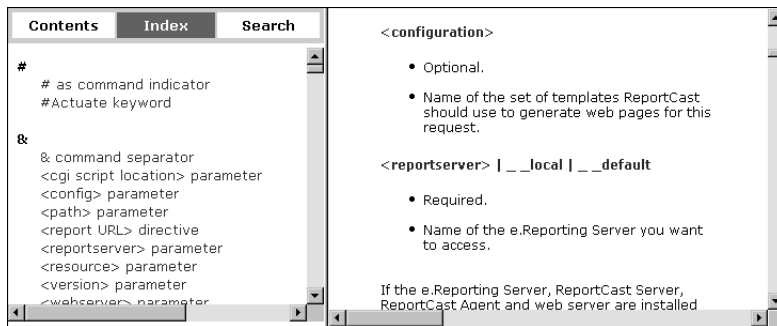 Contents Index Search
#
# as command indicator
#Actuate keyword
&
& command separator
<cgi script location> parameter
<config> parameter
<path> parameter
<report URL> directive
<reportserver> parameter
<resource> parameter
<version> parameter
<webserver> parameter
<configuration>
• Optional.
• Name of the set of templates ReportCast
should use to generate web pages for this
request.
<reportserver> | _ _local | _ _default
• Required.
• Name of the e.Reporting Server you want
to access.
If the e.Reporting Server, ReportCast Server,
ReportCast Agent and web server are installed